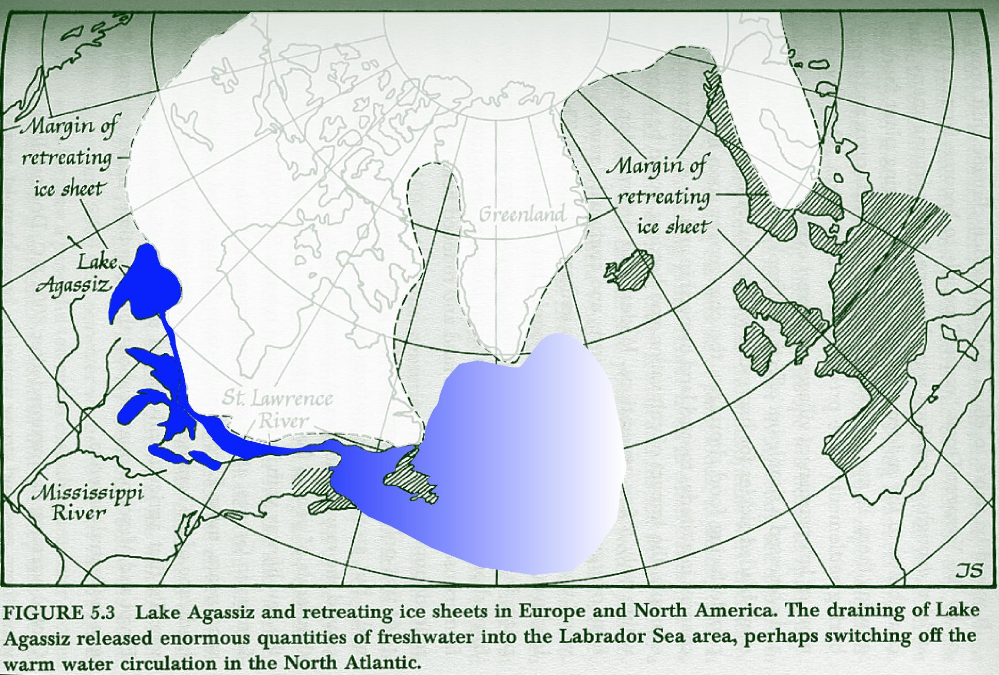 Margin of
retreating
ice sheet
Lake
Agassiz
Mississippi
River
St. Lawrence
River
Greenland
Margin of
retreating
ice sheet
JS
FIGURE 5.3 Lake Agassiz and retreating ice sheets in Europe and North America. The draining of Lake
Agassiz released enormous quantities of freshwater into the Labrador Sea area, perhaps switching off the
warm water circulation in the North Atlantic.